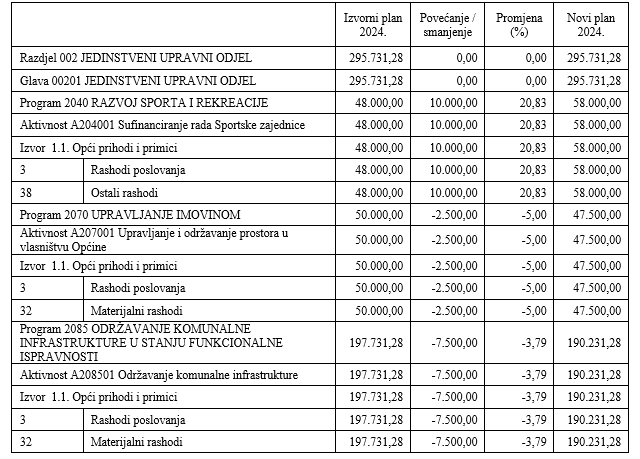 Izvorni plan 2024. Povećanje / smanjenje Promjena (%) Novi plan 2024.
Razdjel 002 JEDINSTVENI UPRAVNI ODJEL 295.731,28 0,00 0,00 295.731,28
Glava 00201 JEDINSTVENI UPRAVNI ODJEL 295.731,28 0,00 0,00 295.731,28
Program 2040 RAZVOJ SPORTA I REKREACIJE 48.000,00 10.000,00 20,83 58.000,00
Aktivnost A204001 Sufinanciranje rada Sportske zajednice 48.000,00 10.000,00 20,83 58.000,00
Izvor 1.1. Opći prihodi i primici 48.000,00 10.000,00 20,83 58.000,00
3 Rashodi poslovanja 48.000,00 10.000,00 20,83 58.000,00
38 Ostali rashodi 48.000,00 10.000,00 20,83 58.000,00
Program 2070 UPRAVLJANJE IMOVINOM 50.000,00 -2.500,00 -5,00 47.500,00
Aktivnost A207001 Upravljanje i održavanje prostora u
vlasništvu Općine 50.000,00 -2.500,00 -5,00 47.500,00
Izvor 1.1. Opći prihodi i primici 50.000,00 -2.500,00 -5,00 47.500,00
3 Rashodi poslovanja 50.000,00 -2.500,00 -5,00 47.500,00
32 Materijalni rashodi 50.000,00 -2.500,00 -5,00 47.500,00
Program 2085 ODRŽAVANJE KOMUNALNE
INFRASTRUKTURE U STANJU FUNKCIONALNE
ISPRAVNOSTI 197.731,28 -7.500,00 -3,79 190.231,28
Aktivnost A208501 Održavanje komunalne infrastrukture 197.731,28 -7.500,00 -3,79 190.231,28
Izvor 1.1. Opći prihodi i primici 197.731,28 -7.500,00 -3,79 190.231,28
3 Rashodi poslovanja 197.731,28 -7.500,00 -3,79 190.231,28
32 Materijalni rashodi 197.731,28 -7.500,00 -3,79 190.231,28